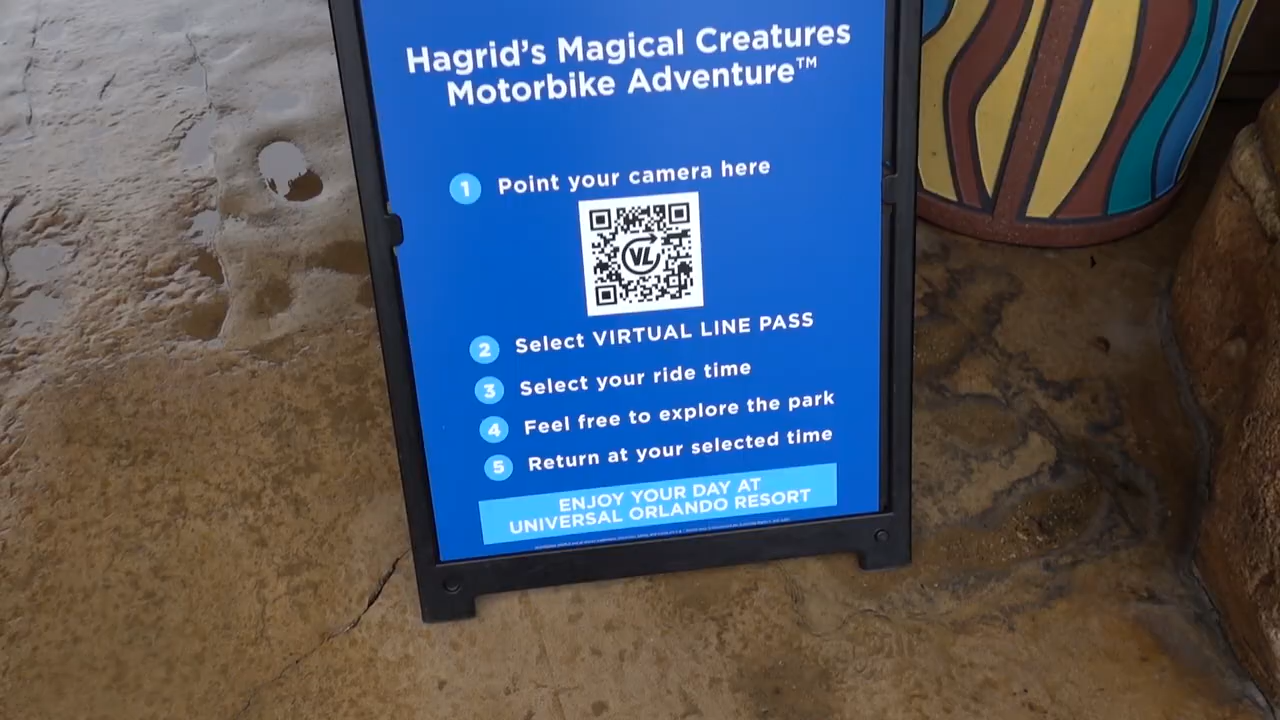 Hagrid's Magical Creatures
Motorbike Adventure™
1 Point your camera here
VL
2 Select VIRTUAL LINE PASS
3 Select your ride time
4 Feel free to explore the park
5 Return at your selected time
ENJOY YOUR DAY AT
UNIVERSAL ORLANDO RESORT